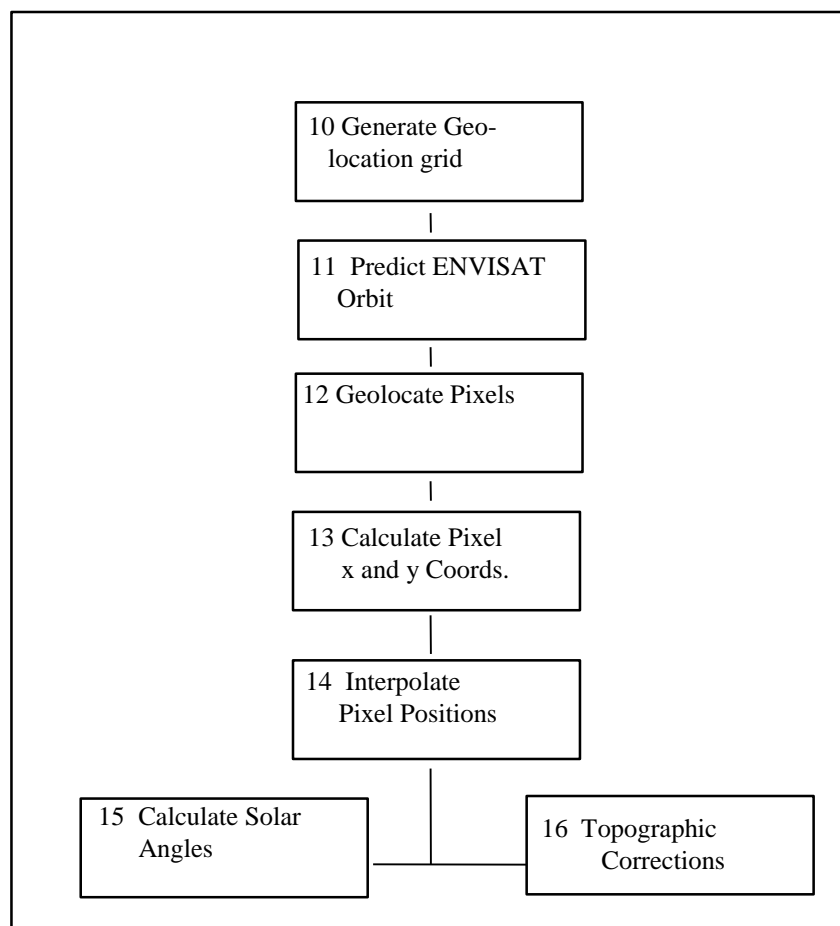 10 Generate Geo-
location grid
11 Predict ENVISAT
Orbit
12 Geolocate Pixels
13 Calculate Pixel
x and y Coords.
14 Interpolate
Pixel Positions
15 Calculate Solar
Angles
16 Topographic
Corrections